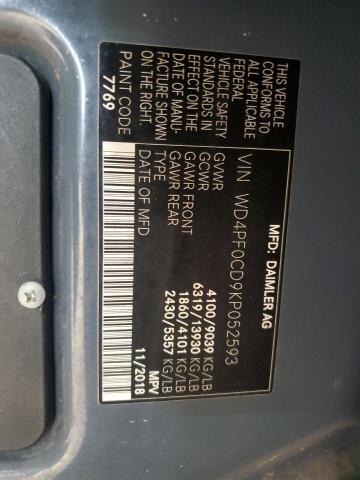 MFD. DAIMLER AG
VIN WD4PF0CD9KP052593
GVWR 4100/9039 KG/LB
GCWR 6319/13930 KG/LB
GAWR FRONT 1860/4101 KG/LB
GAWR REAR 2430/5357 KG/LB
TYPE MPV
DATE OF MFD 11/2018
THIS VEHICLE
CONFORMS TO
ALL APPLICABLE
FEDERAL
VEHICLE SAFETY
STANDARDS IN
EFFECT ON THE
DATE OF MANU-
FACTURE SHOWN
ON THE RIGHT.
PAINT CODE
7769